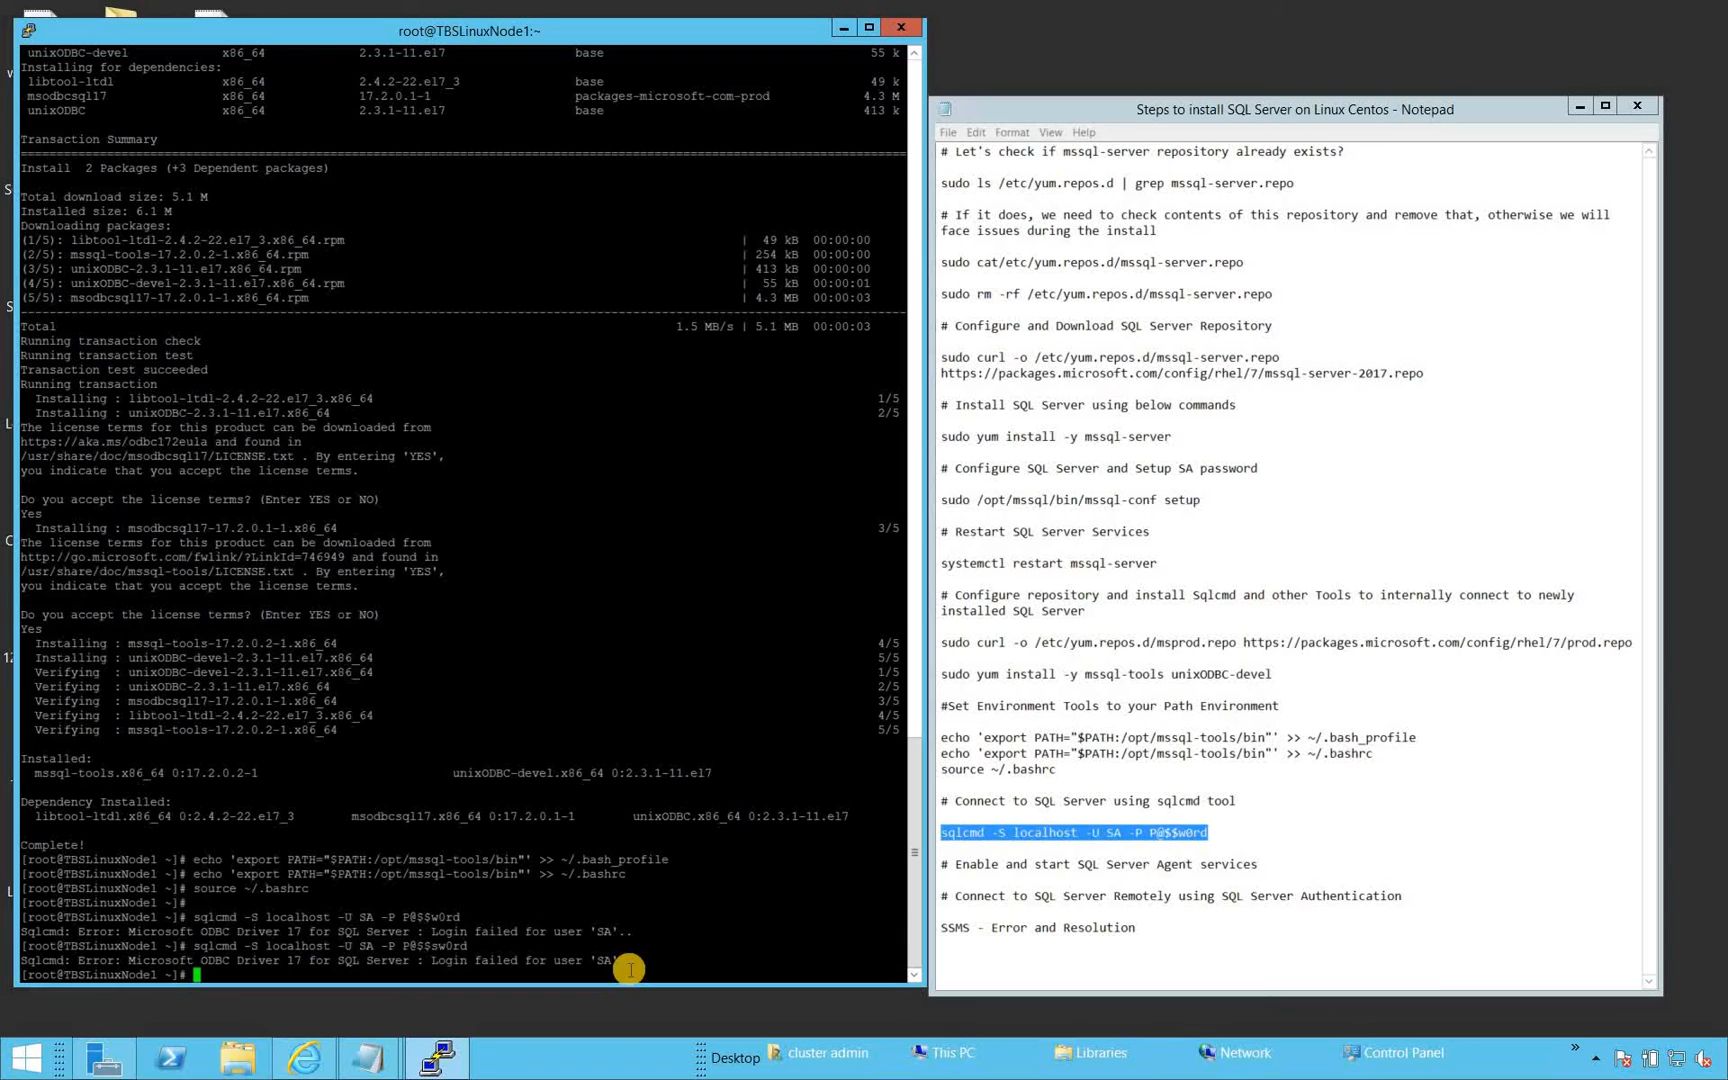 root@TBSLinuxNode1:~
unixODBC-devel x86_64 2.3.1-11.el7 base 55 k
Installing for dependencies:
libtool-ltdl x86_64 2.4.2-22.el7_3 base 49 k
msodbcsql17 x86_64 17.2.0.1-1 packages-microsoft-com-prod 4.3 M
unixODBC x86_64 2.3.1-11.el7 base 413 k
Transaction Summary
Install 2 Packages (+3 Dependent packages)
Total download size: 5.1 M
Installed size: 6.1 M
Downloading packages:
(1/5): libtool-ltdl-2.4.2-22.el7_3.x86_64.rpm | 49 kB 00:00:00
(2/5): mssql-tools-17.2.0.2-1.x86_64.rpm | 254 kB 00:00:00
(3/5): unixODBC-2.3.1-11.el7.x86_64.rpm | 413 kB 00:00:00
(4/5): unixODBC-devel-2.3.1-11.el7.x86_64.rpm | 55 kB 00:00:01
(5/5): msodbcsql17-17.2.0.1-1.x86_64.rpm | 4.3 MB 00:00:03
Total 1.5 MB/s | 5.1 MB 00:00:03
Running transaction check
Running transaction test
Transaction test succeeded
Running transaction
Installing : libtool-ltdl-2.4.2-22.el7_3.x86_64 1/5
Installing : unixODBC-2.3.1-11.el7.x86_64 2/5
The license terms for this product can be downloaded from
https://aka.ms/odbc172eula and found in
/usr/share/doc/msodbcsql17/LICENSE.txt . By entering 'YES',
you indicate that you accept the license terms.
Do you accept the license terms? (Enter YES or NO)
Yes
Installing : msodbcsql17-17.2.0.1-1.x86_64 3/5
The license terms for this product can be downloaded from
http://go.microsoft.com/fwlink/?LinkId=746949 and found in
/usr/share/doc/mssql-tools/LICENSE.txt . By entering 'YES',
you indicate that you accept the license terms.
Do you accept the license terms? (Enter YES or NO)
Yes
Installing : mssql-tools-17.2.0.2-1.x86_64 4/5
Installing : unixODBC-devel-2.3.1-11.el7.x86_64 5/5
Verifying : unixODBC-devel-2.3.1-11.el7.x86_64 1/5
Verifying : unixODBC-2.3.1-11.el7.x86_64 2/5
Verifying : msodbcsql17-17.2.0.1-1.x86_64 3/5
Verifying : libtool-ltdl-2.4.2-22.el7_3.x86_64 4/5
Verifying : mssql-tools-17.2.0.2-1.x86_64 5/5
Installed:
mssql-tools.x86_64 0:17.2.0.2-1 unixODBC-devel.x86_64 0:2.3.1-11.el7
Dependency Installed:
libtool-ltdl.x86_64 0:2.4.2-22.el7_3 msodbcsql17.x86_64 0:17.2.0.1-1 unixODBC.x86_64 0:2.3.1-11.el7
Complete!
[root@TBSLinuxNode1 ~]# echo 'export PATH="$PATH:/opt/mssql-tools/bin"' >> ~/.bash_profile
[root@TBSLinuxNode1 ~]# echo 'export PATH="$PATH:/opt/mssql-tools/bin"' >> ~/.bashrc
[root@TBSLinuxNode1 ~]# source ~/.bashrc
[root@TBSLinuxNode1 ~]#
[root@TBSLinuxNode1 ~]# sqlcmd -S localhost -U SA -P P@$$w0rd
Sqlcmd: Error: Microsoft ODBC Driver 17 for SQL Server : Login failed for user 'SA'..
[root@TBSLinuxNode1 ~]# sqlcmd -S localhost -U SA -P P@$$sw0rd
Sqlcmd: Error: Microsoft ODBC Driver 17 for SQL Server : Login failed for user 'SA'
[root@TBSLinuxNode1 ~]#
Steps to install SQL Server on Linux Centos - Notepad
File Edit Format View Help
# Let's check if mssql-server repository already exists?
sudo ls /etc/yum.repos.d | grep mssql-server.repo
# If it does, we need to check contents of this repository and remove that, otherwise we will
face issues during the install
sudo cat/etc/yum.repos.d/mssql-server.repo
sudo rm -rf /etc/yum.repos.d/mssql-server.repo
# Configure and Download SQL Server Repository
sudo curl -o /etc/yum.repos.d/mssql-server.repo
https://packages.microsoft.com/config/rhel/7/mssql-server-2017.repo
# Install SQL Server using below commands
sudo yum install -y mssql-server
# Configure SQL Server and Setup SA password
sudo /opt/mssql/bin/mssql-conf setup
# Restart SQL Server Services
systemctl restart mssql-server
# Configure repository and install Sqlcmd and other Tools to internally connect to newly
installed SQL Server
sudo curl -o /etc/yum.repos.d/msprod.repo https://packages.microsoft.com/config/rhel/7/prod.repo
sudo yum install -y mssql-tools unixODBC-devel
#Set Environment Tools to your Path Environment
echo 'export PATH="$PATH:/opt/mssql-tools/bin"' >> ~/.bash_profile
echo 'export PATH="$PATH:/opt/mssql-tools/bin"' >> ~/.bashrc
source ~/.bashrc
# Connect to SQL Server using sqlcmd tool
sqlcmd -S localhost -U SA -P P@$$w0rd
# Enable and start SQL Server Agent services
# Connect to SQL Server Remotely using SQL Server Authentication
SSMS - Error and Resolution
Desktop cluster admin This PC Libraries Network Control Panel